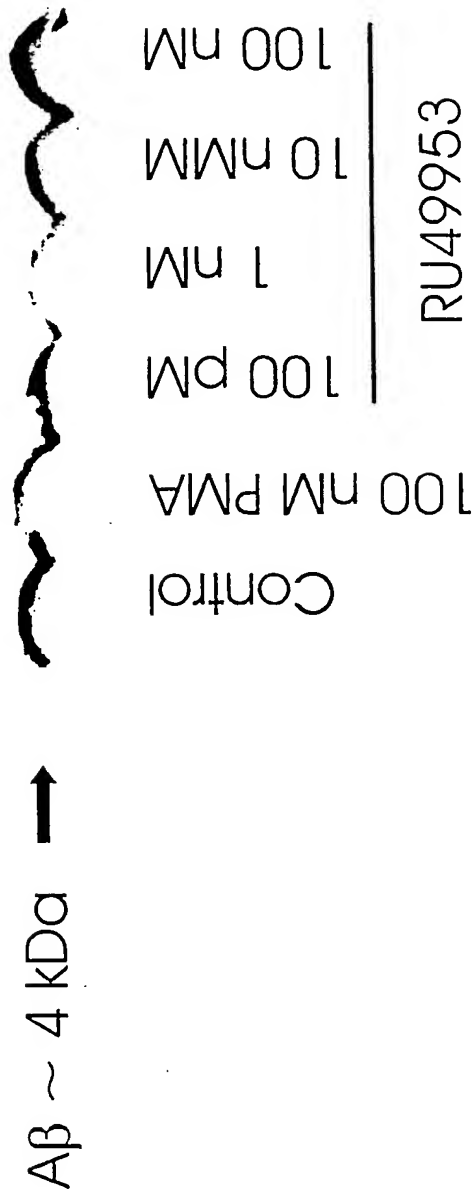 Aβ ~ 4 kDa
Control
100 nM PMA
100 pM
1 nM
10 nMM
100 nM
RU49953